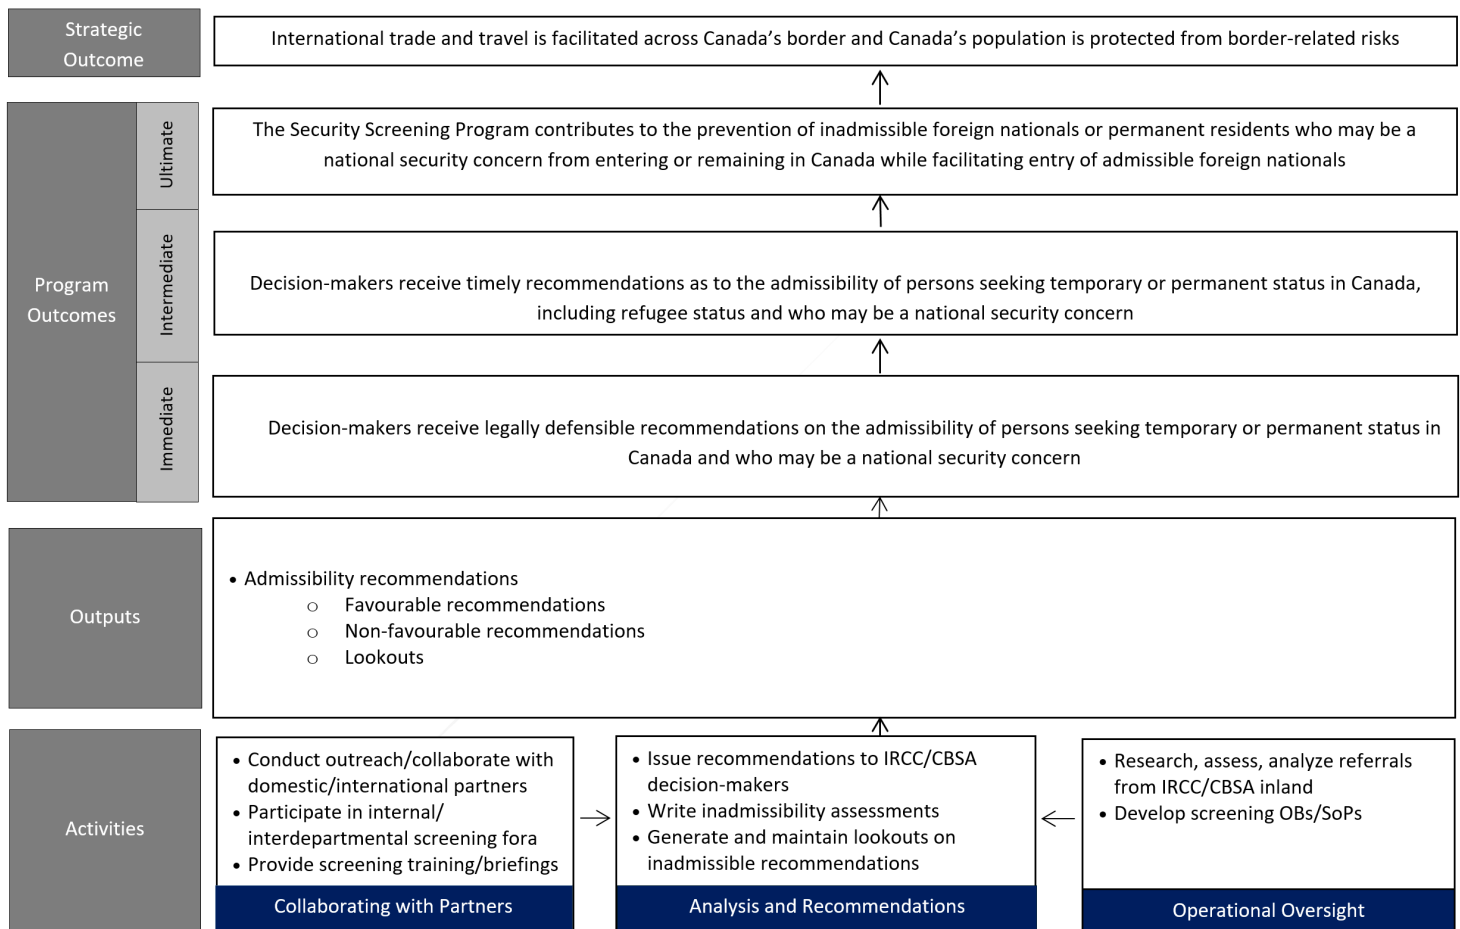 Strategic
Outcome
International trade and travel is facilitated across Canada’s border and Canada’s population is protected from border-related risks
Program
Outcomes
Ultimate
The Security Screening Program contributes to the prevention of inadmissible foreign nationals or permanent residents who may be a
national security concern from entering or remaining in Canada while facilitating entry of admissible foreign nationals
Intermediate
Decision-makers receive timely recommendations as to the admissibility of persons seeking temporary or permanent status in Canada,
including refugee status and who may be a national security concern
Immediate
Decision-makers receive legally defensible recommendations on the admissibility of persons seeking temporary or permanent status in
Canada and who may be a national security concern
Outputs
• Admissibility recommendations
o Favourable recommendations
o Non-favourable recommendations
o Lookouts
Activities
• Conduct outreach/collaborate with
domestic/international partners
• Participate in internal/
interdepartmental screening fora
• Provide screening training/briefings
Collaborating with Partners
• Issue recommendations to IRCC/CBSA
decision-makers
• Write inadmissibility assessments
• Generate and maintain lookouts on
inadmissible recommendations
Analysis and Recommendations
• Research, assess, analyze referrals
from IRCC/CBSA inland
• Develop screening OBs/SoPs
Operational Oversight